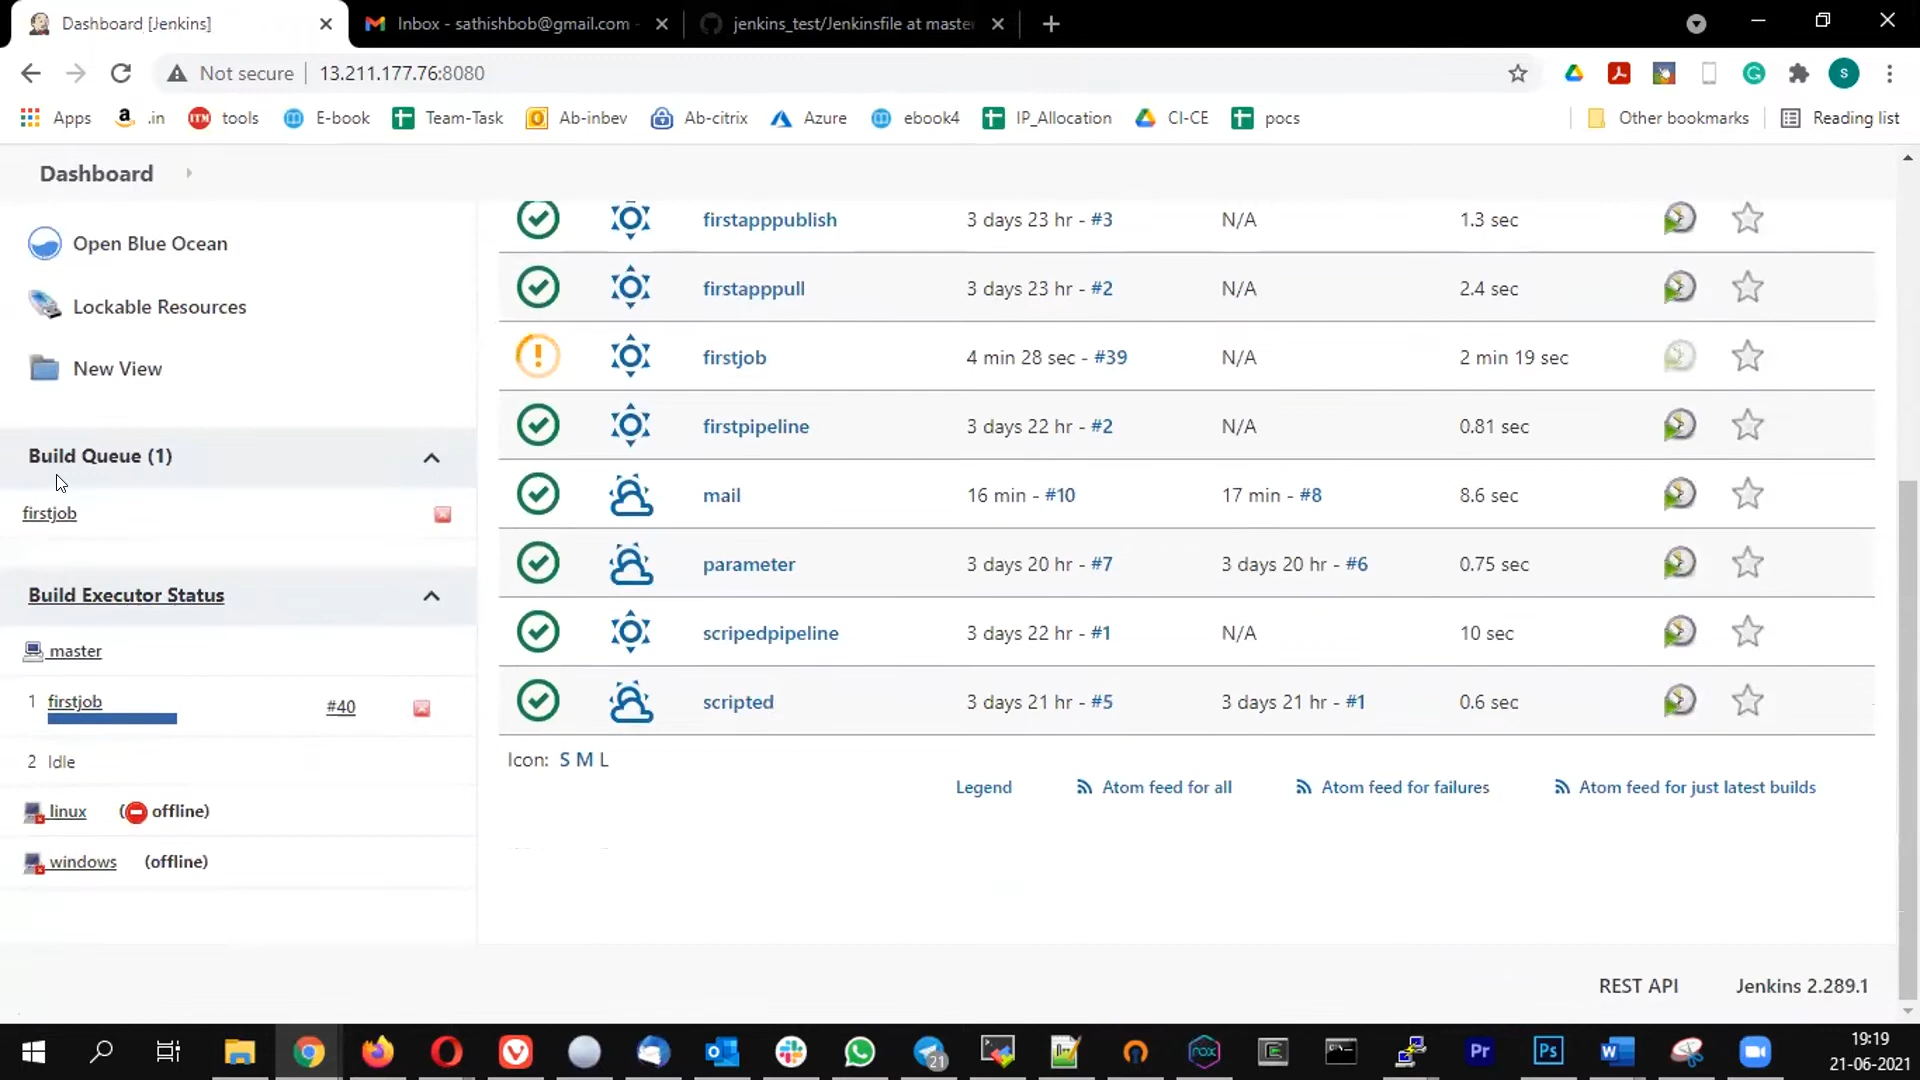 Dashboard [Jenkins]
Inbox - sathishbob@gmail.com -
jenkins_test/Jenkinsfile at maste
Not secure
13.211.177.76:8080
S
Apps
.in
ITM
tools
E-book
Team-Task
Ab-inbev
Ab-citrix
Azure
ebook4
IP_Allocation
CI-CE
pocs
Other bookmarks
Reading list
Dashboard
Open Blue Ocean
Lockable Resources
New View
Build Queue (1)
firstjob
Build Executor Status
master
1 firstjob #40
2 Idle
linux (offline)
windows (offline)
firstapppublish 3 days 23 hr - #3 N/A 1.3 sec
firstapppull 3 days 23 hr - #2 N/A 2.4 sec
firstjob 4 min 28 sec - #39 N/A 2 min 19 sec
firstpipeline 3 days 22 hr - #2 N/A 0.81 sec
mail 16 min - #10 17 min - #8 8.6 sec
parameter 3 days 20 hr - #7 3 days 20 hr - #6 0.75 sec
scripedpipeline 3 days 22 hr - #1 N/A 10 sec
scripted 3 days 21 hr - #5 3 days 21 hr - #1 0.6 sec
Icon: S M L
Legend
Atom feed for all
Atom feed for failures
Atom feed for just latest builds
REST API
Jenkins 2.289.1
21
nox
Pr
Ps
19:19
21-06-2021